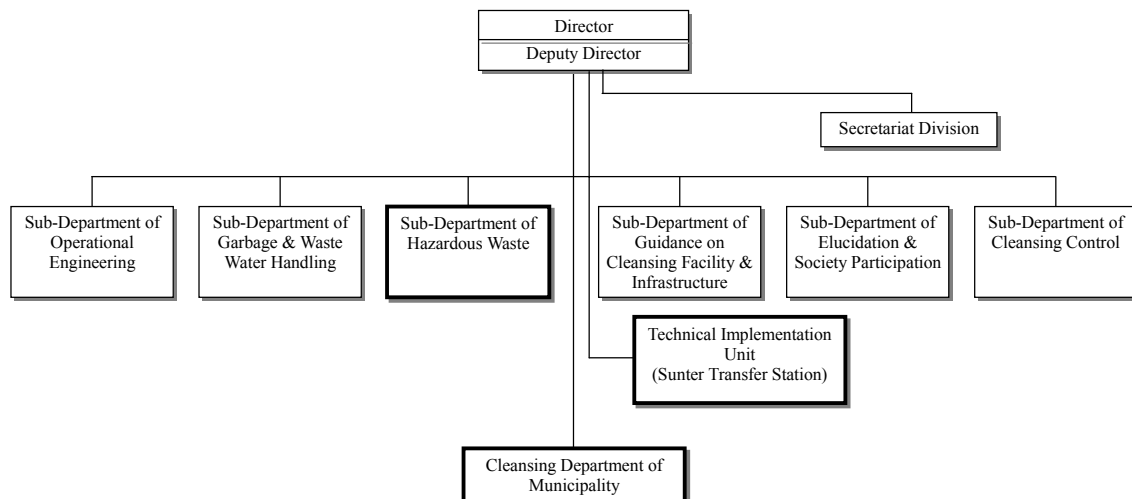 Director
Deputy Director
Secretariat Division
Sub-Department of
Operational
Engineering
Sub-Department of
Garbage & Waste
Water Handling
Sub-Department of
Hazardous Waste
Sub-Department of
Guidance on
Cleansing Facility &
Infrastructure
Sub-Department of
Elucidation &
Society Participation
Sub-Department of
Cleansing Control
Technical Implementation
Unit
(Sunter Transfer Station)
Cleansing Department of
Municipality